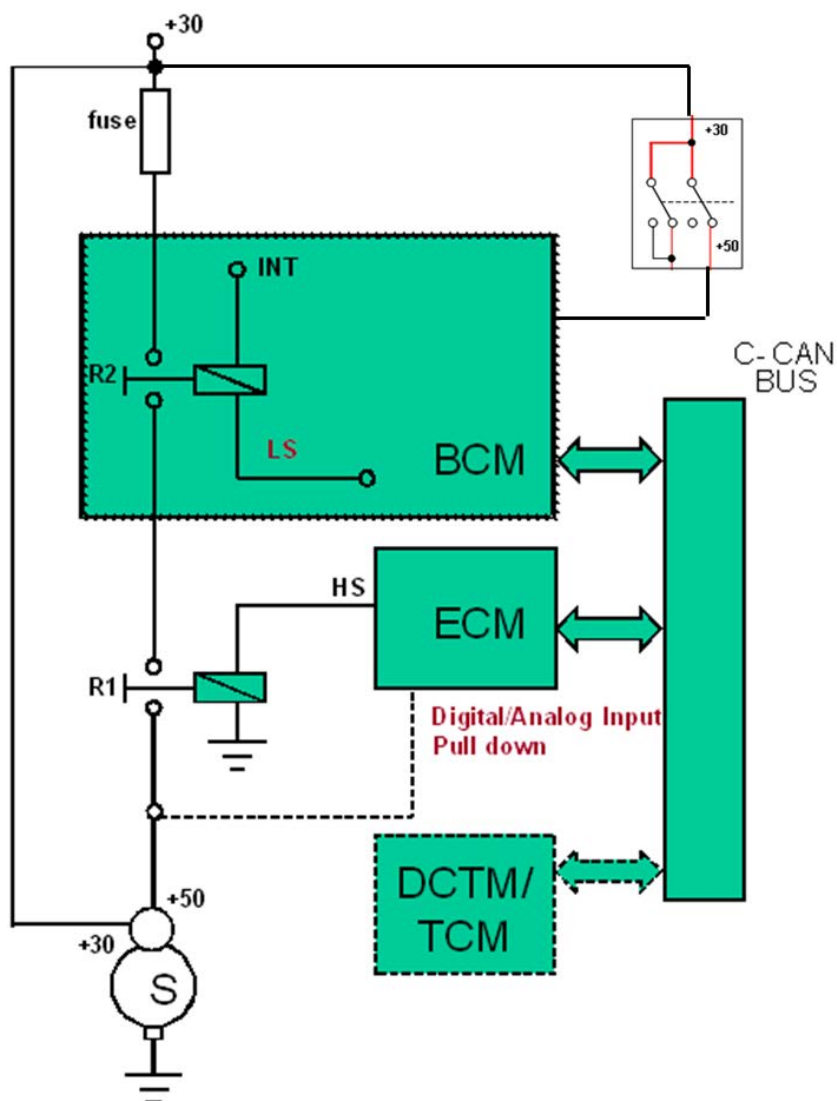 +30
fuse
+30
+50
INT
R2
LS
BCM
C-CAN
BUS
HS
ECM
R1
Digital/Analog Input
Pull down
DCTM/
TCM
+50
+30
S